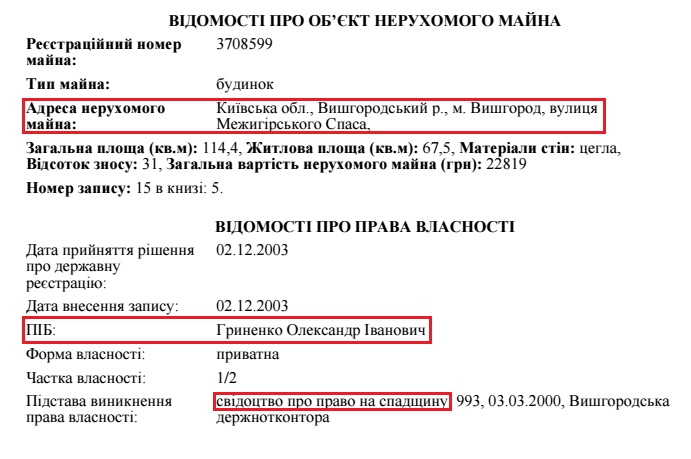 ВІДОМОСТІ ПРО ОБ’ЄКТ НЕРУХОМОГО МАЙНА
Реєстраційний номер майна: 3708599
Тип майна: будинок
Адреса нерухомого майна: Київська обл., Вишгородський р., м. Вишгород, вулиця Межигірського Спаса,
Загальна площа (кв.м): 114,4, Житлова площа (кв.м): 67,5, Матеріали стін: цегла,
Відсоток зносу: 31, Загальна вартість нерухомого майна (грн): 22819
Номер запису: 15 в книзі: 5.
ВІДОМОСТІ ПРО ПРАВА ВЛАСНОСТІ
Дата прийняття рішення про державну реєстрацію: 02.12.2003
Дата внесення запису: 02.12.2003
ПІБ: Гриненко Олександр Іванович
Форма власності: приватна
Частка власності: 1/2
Підстава виникнення права власності: свідоцтво про право на спадщину 993, 03.03.2000, Вишгородська держнотконтора